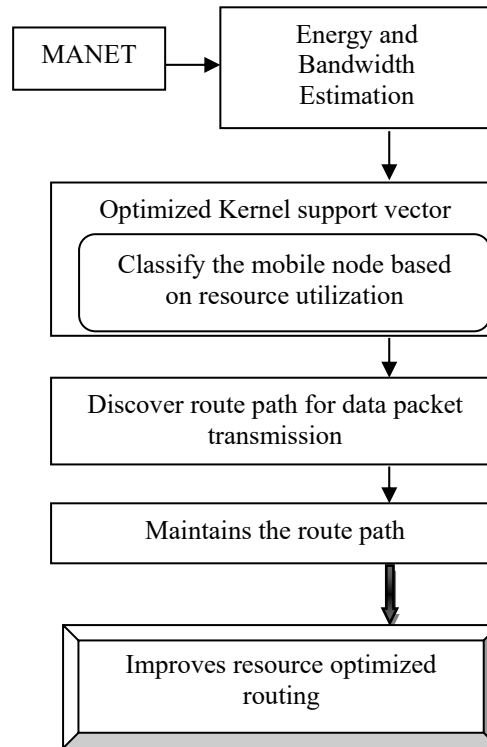 MANET
Energy and
Bandwidth
Estimation
Optimized Kernel support vector
Classify the mobile node based
on resource utilization
Discover route path for data packet
transmission
Maintains the route path
Improves resource optimized
routing